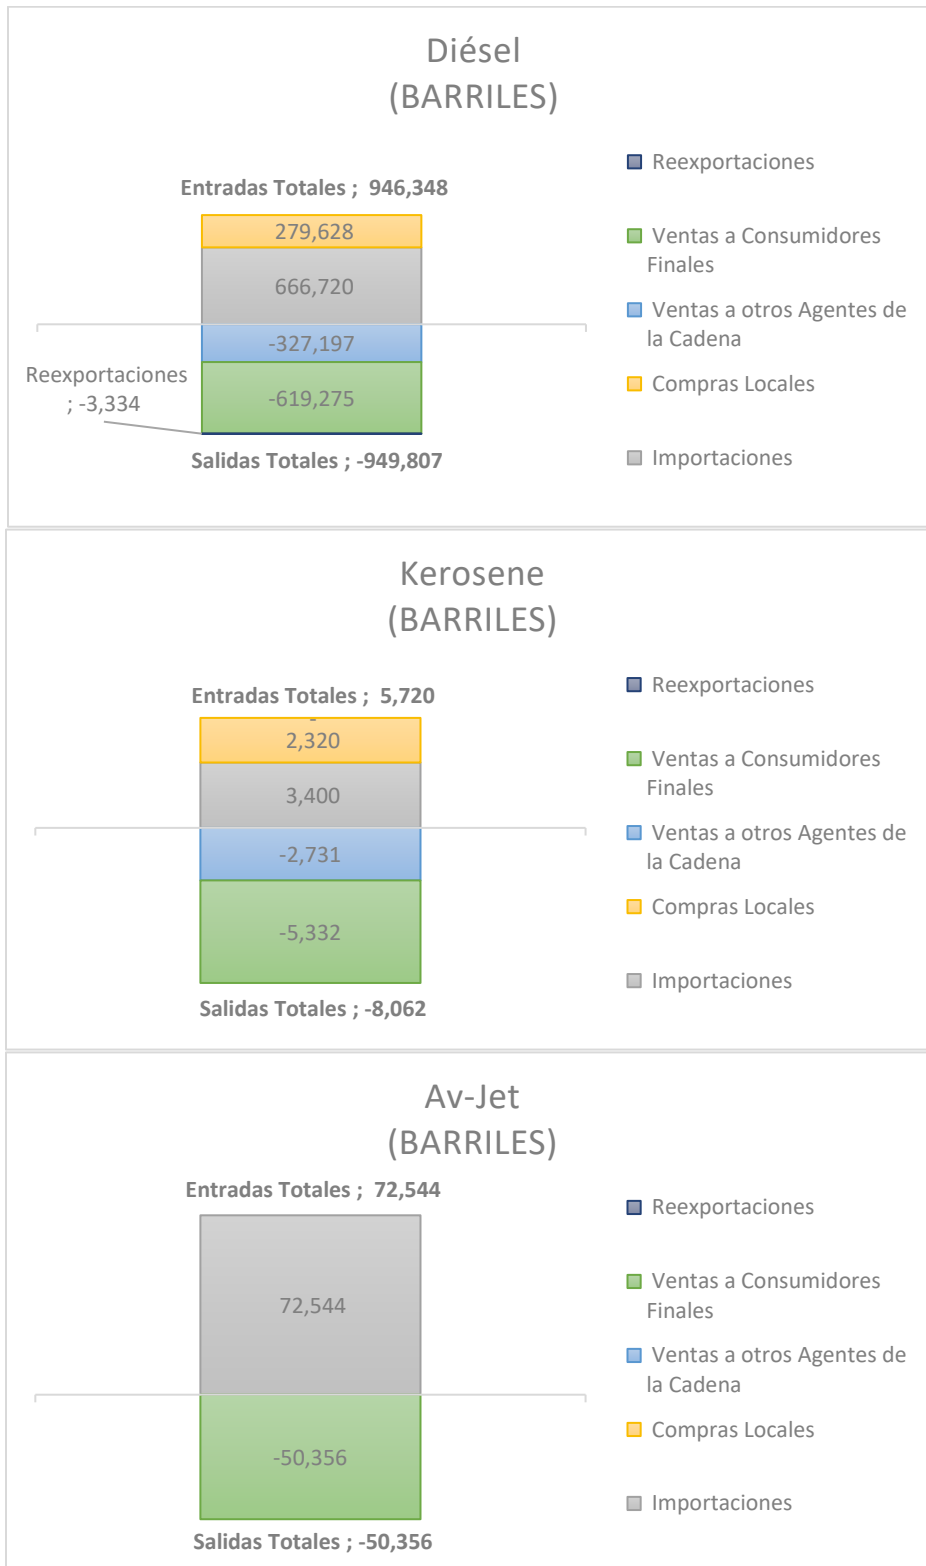 Diésel
(BARRILES)
Entradas Totales ;  946,348
279,628
666,720
-327,197
-619,275
Reexportaciones
; -3,334
Salidas Totales ; -949,807
Reexportaciones
Ventas a Consumidores
Finales
Ventas a otros Agentes de
la Cadena
Compras Locales
Importaciones
Kerosene
(BARRILES)
Entradas Totales ;  5,720
-
2,320
3,400
-2,731
-5,332
Salidas Totales ; -8,062
Reexportaciones
Ventas a Consumidores
Finales
Ventas a otros Agentes de
la Cadena
Compras Locales
Importaciones
Av-Jet
(BARRILES)
Entradas Totales ;  72,544
72,544
-50,356
Salidas Totales ; -50,356
Reexportaciones
Ventas a Consumidores
Finales
Ventas a otros Agentes de
la Cadena
Compras Locales
Importaciones